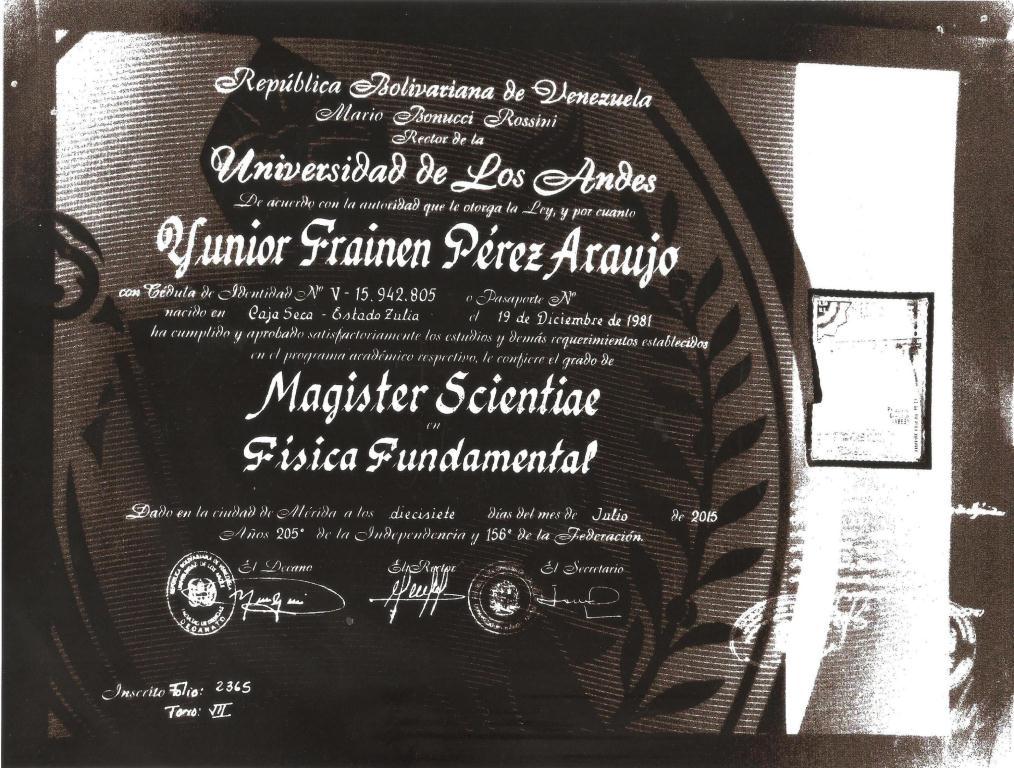 República Bolivariana de Venezuela
Mario Bonucci Rossini
Rector de la
Universidad de Los Andes
De acuerdo con la autoridad que le otorga la Ley, y por cuanto
Yunior Frainen Pérez Araujo
con Cédula de Identidad Nº V - 15.942.805 o Pasaporte Nº
nacido en Caja Seca - Estado Zulia el 19 de Diciembre de 1981
ha cumplido y aprobado satisfactoriamente los estudios y demás requerimientos establecidos
en el programa académico respectivo, le confiere el grado de
Magister Scientiae
en
Física Fundamental
Dado en la ciudad de Mérida a los diecisiete días del mes de Julio de 2015
Años 205º de la Independencia y 156º de la Federación.
El Decano El Rector El Secretario
DECANATO
Inscrito Folio: 2365
Tomo: VII